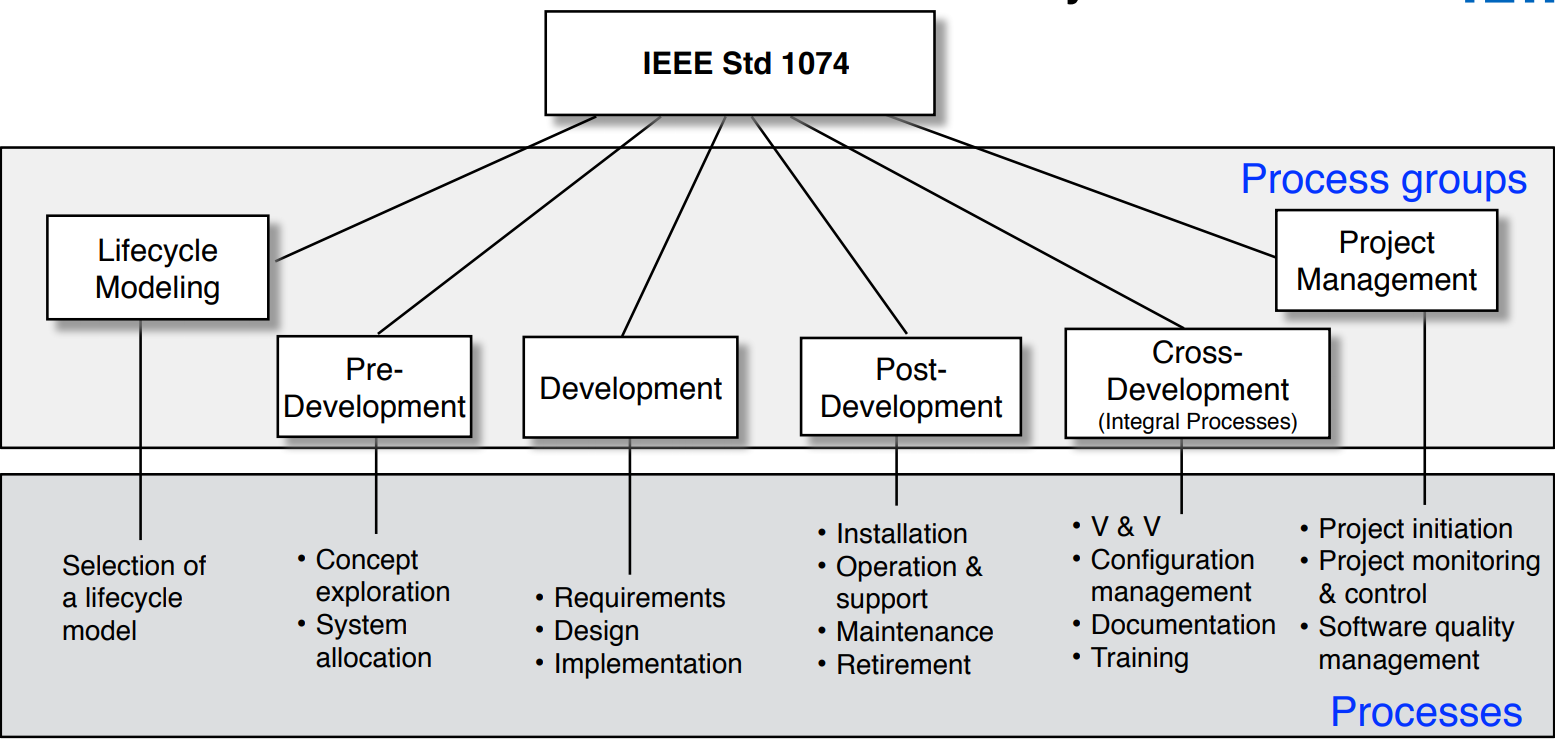 IEEE Std 1074
Process groups
Lifecycle
Modeling
Project
Management
Pre-
Development
Development
Post-
Development
Cross-
Development
(Integral Processes)
Selection of
a lifecycle
model
• Concept
exploration
• System
allocation
• Requirements
• Design
• Implementation
• Installation
• Operation &
support
• Maintenance
• Retirement
• V & V
• Configuration
management
• Documentation
• Training
• Project initiation
• Project monitoring
& control
• Software quality
management
Processes